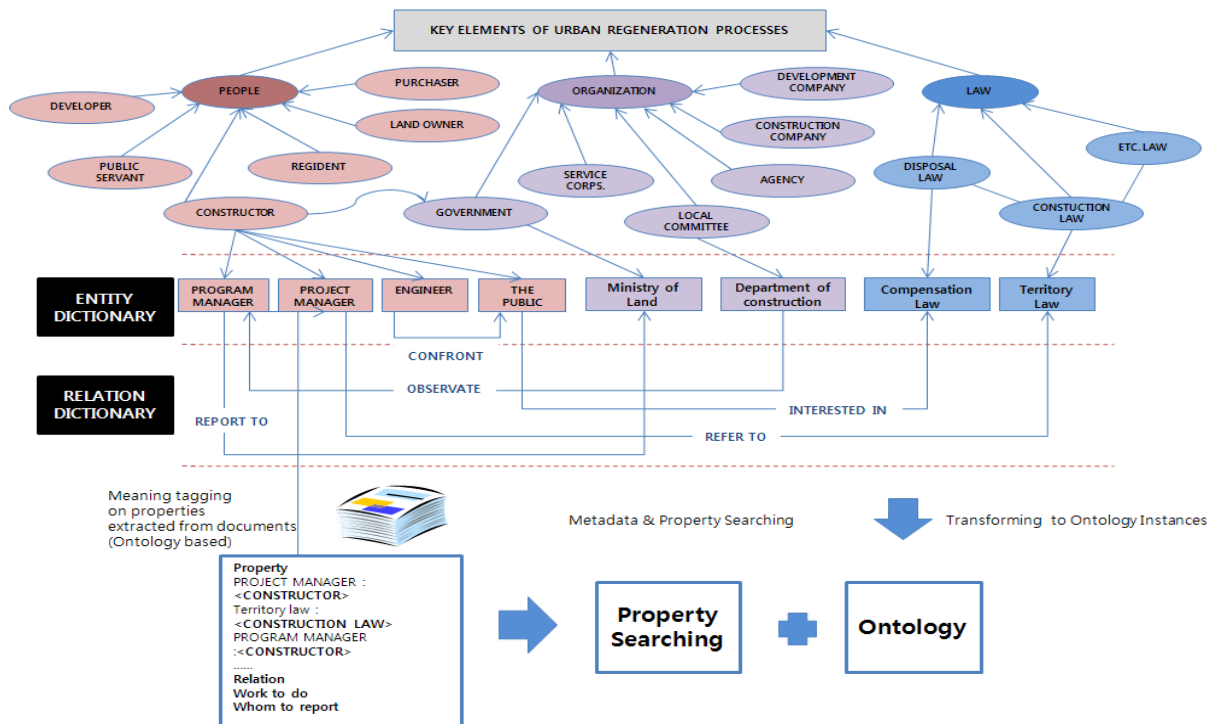 KEY ELEMENTS OF URBAN REGENERATION PROCESSES
PEOPLE
PURCHASER
DEVELOPER
LAND OWNER
PUBLIC
SERVANT
REGIDENT
CONSTRUCTOR
ORGANIZATION
DEVELOPMENT
COMPANY
CONSTRUCTION
COMPANY
SERVICE
CORPS.
AGENCY
GOVERNMENT
LOCAL
COMMITTEE
LAW
ETC. LAW
DISPOSAL
LAW
CONSTUCTION
LAW
ENTITY
DICTIONARY
PROGRAM
MANAGER
PROJECT
MANAGER
ENGINEER
THE
PUBLIC
Ministry of
Land
Department of
construction
Compensation
Law
Territory
Law
CONFRONT
RELATION
DICTIONARY
OBSERVATE
INTERESTED IN
REPORT TO
REFER TO
Meaning tagging
on properties
extracted from documents
(Ontology based)
Metadata & Property Searching
Transforming to Ontology Instances
Property
PROJECT MANAGER :
<CONSTRUCTOR>
Territory law :
<CONSTRUCTION LAW>
PROGRAM MANAGER
:<CONSTRUCTOR>
......
Relation
Work to do
Whom to report
Property
Searching
Ontology